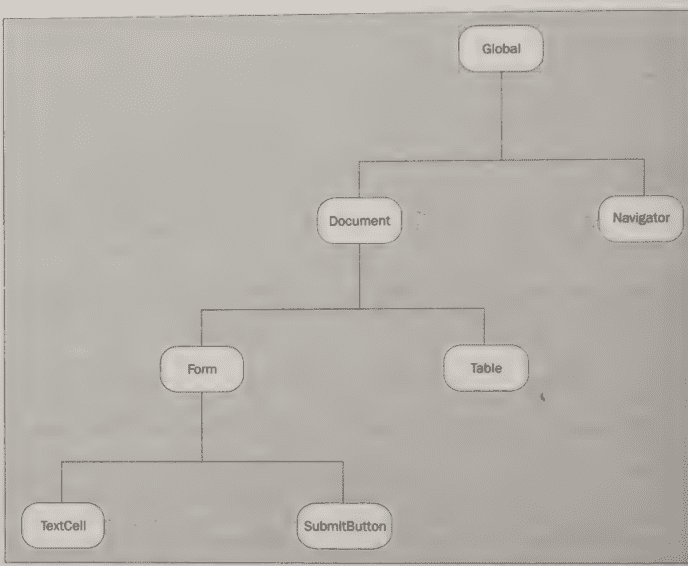 Global
Document
Navigator
Form
Table
TextCell
SubmitButton